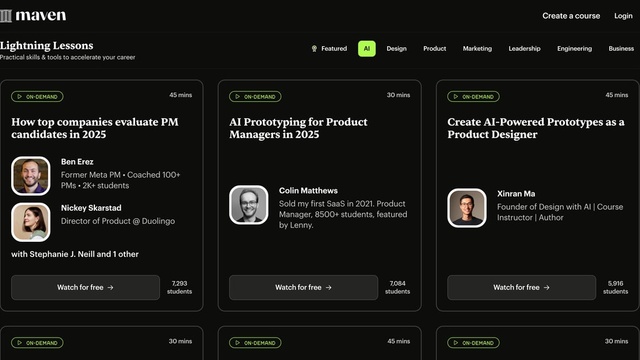 maven
Create a course
Login
Lightning Lessons
Practical skills & tools to accelerate your career
Featured
AI
Design
Product
Marketing
Leadership
Engineering
Business
ON-DEMAND
45 mins
How top companies evaluate PM
candidates in 2025
Ben Erez
Former Meta PM • Coached 100+
PMs • 2K+ students
Nickey Skarstad
Director of Product @ Duolingo
with Stephanie J. Neill and 1 other
Watch for free →
7,293
students
ON-DEMAND
30 mins
AI Prototyping for Product
Managers in 2025
Colin Matthews
Sold my first SaaS in 2021. Product
Manager, 8500+ students, featured
by Lenny.
Watch for free →
7,084
students
ON-DEMAND
45 mins
Create AI-Powered Prototypes as a
Product Designer
Xinran Ma
Founder of Design with AI | Course
Instructor | Author
Watch for free →
5,916
students
ON-DEMAND
30 mins
ON-DEMAND
45 mins
ON-DEMAND
30 mins